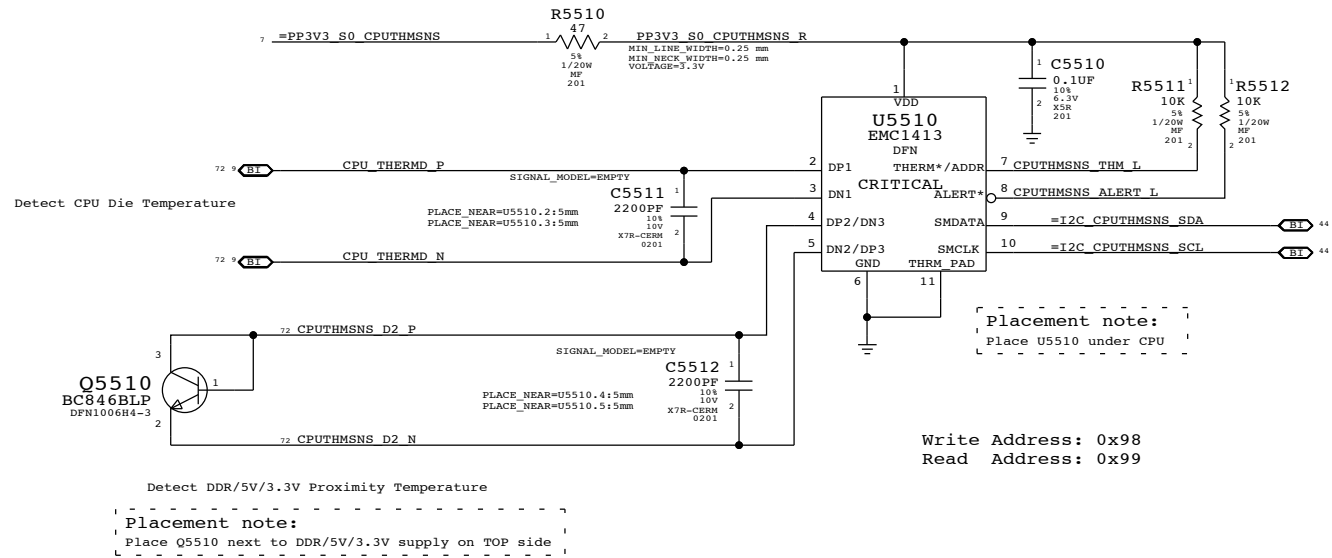 R5510
47
7 =PP3V3_S0_CPUTHMSNS 1 2 PP3V3_S0_CPUTHMSNS_R
5%
1/20W
MF
201
MIN_LINE_WIDTH=0.25 mm
MIN_NECK_WIDTH=0.25 mm
VOLTAGE=3.3V
1
C5510
0.1UF
10%
6.3V
X5R
201
2
1
R5511
10K
5%
1/20W
MF
201
2
1
R5512
10K
5%
1/20W
MF
201
2
1
VDD
U5510
EMC1413
DFN
CRITICAL
72 9 BI CPU_THERMD_P 2 DP1
THERM*/ADDR 7 CPUTHMSNS_THM_L
SIGNAL_MODEL=EMPTY
C5511 1
2200PF
10%
10V
X7R-CERM
0201
2
3 DN1
ALERT* 8 CPUTHMSNS_ALERT_L
Detect CPU Die Temperature
PLACE_NEAR=U5510.2:5mm
PLACE_NEAR=U5510.3:5mm
4 DP2/DN3
SMDATA 9 =I2C_CPUTHMSNS_SDA BI 44
72 9 BI CPU_THERMD_N
5 DN2/DP3
SMCLK 10 =I2C_CPUTHMSNS_SCL BI 44
GND THRM_PAD
6 11
Placement note:
Place U5510 under CPU
72 CPUTHMSNS_D2_P
SIGNAL_MODEL=EMPTY
3
Q5510 1
BC846BLP
DFN1006H4-3
2
C5512 1
2200PF
10%
10V
X7R-CERM
0201
2
PLACE_NEAR=U5510.4:5mm
PLACE_NEAR=U5510.5:5mm
72 CPUTHMSNS_D2_N
Write Address: 0x98
Read Address: 0x99
Detect DDR/5V/3.3V Proximity Temperature
Placement note:
Place Q5510 next to DDR/5V/3.3V supply on TOP side